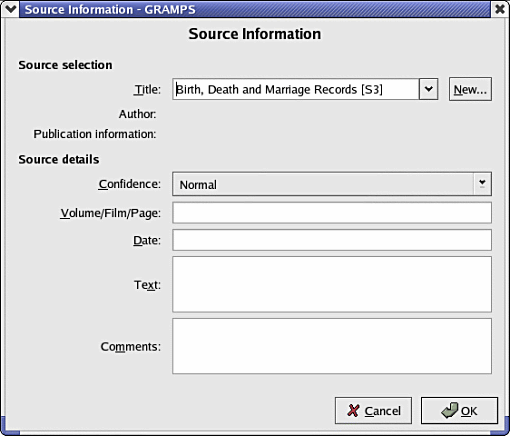 Source Information - GRAMPS
Source Information
Source selection
Title: Birth, Death and Marriage Records [S3] New...
Author:
Publication information:
Source details
Confidence: Normal
Volume/Film/Page:
Date:
Text:
Comments:
Cancel OK